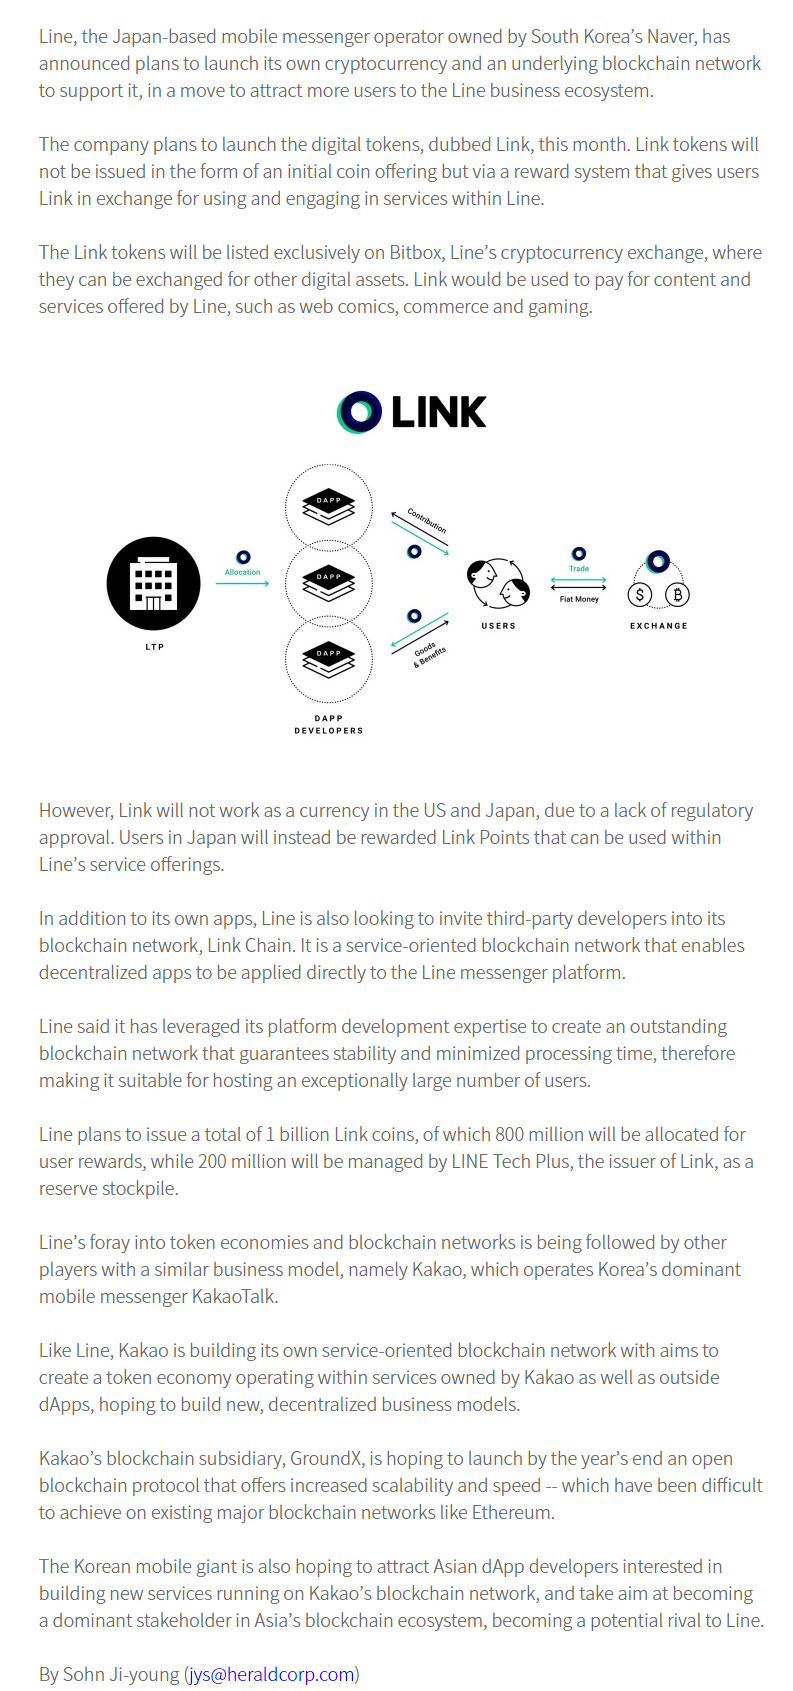 Line, the Japan-based mobile messenger operator owned by South Korea’s Naver, has
announced plans to launch its own cryptocurrency and an underlying blockchain network
to support it, in a move to attract more users to the Line business ecosystem.
The company plans to launch the digital tokens, dubbed Link, this month. Link tokens will
not be issued in the form of an initial coin offering but via a reward system that gives users
Link in exchange for using and engaging in services within Line.
The Link tokens will be listed exclusively on Bitbox, Line’s cryptocurrency exchange, where
they can be exchanged for other digital assets. Link would be used to pay for content and
services offered by Line, such as web comics, commerce and gaming.
LINK
LTP
Allocation
DAPP
DAPP
DAPP
DAPP
DEVELOPERS
Contribution
Goods
& Benefits
USERS
Trade
Fiat Money
$
₿
EXCHANGE
However, Link will not work as a currency in the US and Japan, due to a lack of regulatory
approval. Users in Japan will instead be rewarded Link Points that can be used within
Line’s service offerings.
In addition to its own apps, Line is also looking to invite third-party developers into its
blockchain network, Link Chain. It is a service-oriented blockchain network that enables
decentralized apps to be applied directly to the Line messenger platform.
Line said it has leveraged its platform development expertise to create an outstanding
blockchain network that guarantees stability and minimized processing time, therefore
making it suitable for hosting an exceptionally large number of users.
Line plans to issue a total of 1 billion Link coins, of which 800 million will be allocated for
user rewards, while 200 million will be managed by LINE Tech Plus, the issuer of Link, as a
reserve stockpile.
Line’s foray into token economies and blockchain networks is being followed by other
players with a similar business model, namely Kakao, which operates Korea’s dominant
mobile messenger KakaoTalk.
Like Line, Kakao is building its own service-oriented blockchain network with aims to
create a token economy operating within services owned by Kakao as well as outside
dApps, hoping to build new, decentralized business models.
Kakao’s blockchain subsidiary, GroundX, is hoping to launch by the year’s end an open
blockchain protocol that offers increased scalability and speed -- which have been difficult
to achieve on existing major blockchain networks like Ethereum.
The Korean mobile giant is also hoping to attract Asian dApp developers interested in
building new services running on Kakao’s blockchain network, and take aim at becoming
a dominant stakeholder in Asia’s blockchain ecosystem, becoming a potential rival to Line.
By Sohn Ji-young (jys@heraldcorp.com)